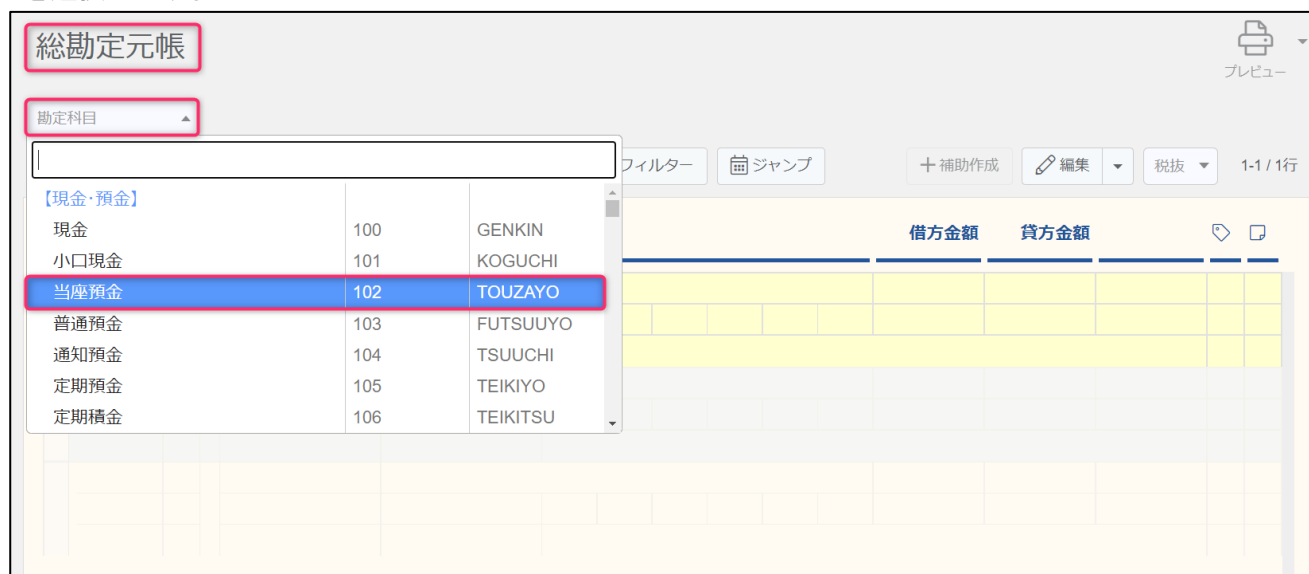 総勘定元帳
プレビュー
勘定科目
フィルター ジャンプ +補助作成 編集 税抜 1-1 / 1行
【現金・預金】
借方金額 貸方金額
現金 100 GENKIN
小口現金 101 KOGUCHI
当座預金 102 TOUZAYO
普通預金 103 FUTSUUYO
通知預金 104 TSUUCHI
定期預金 105 TEIKIYO
定期積金 106 TEIKITSU